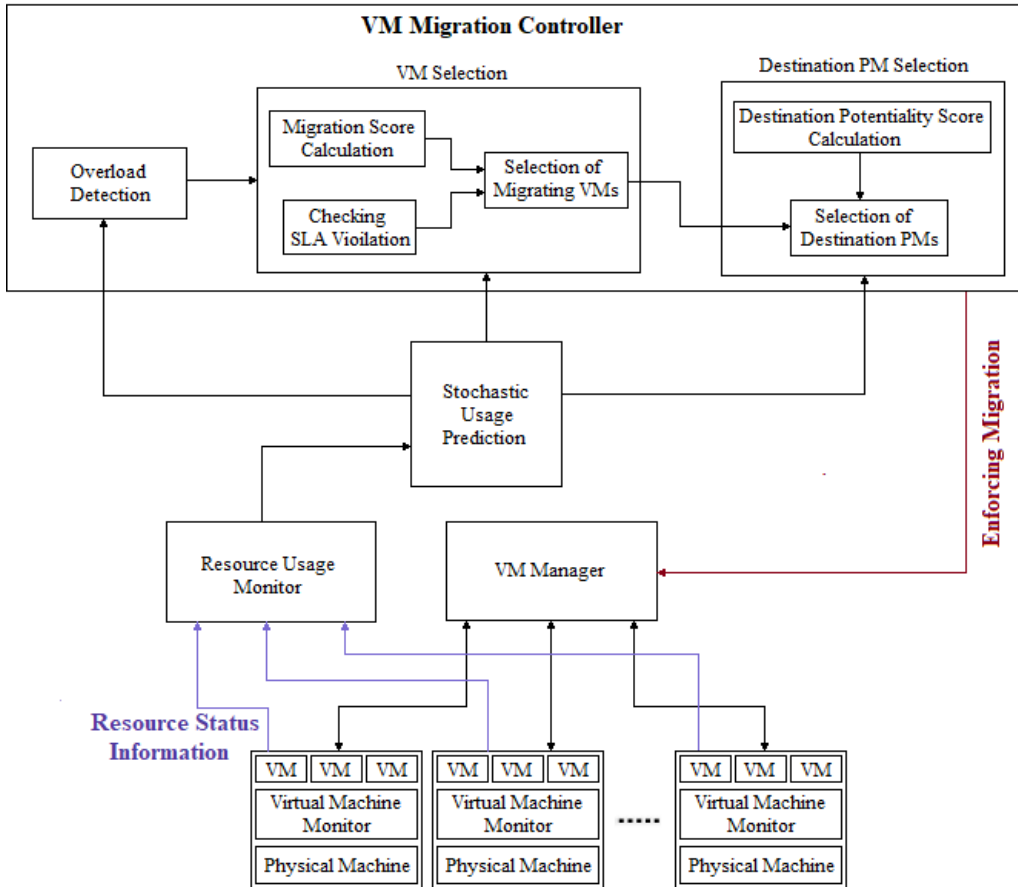 VM Migration Controller
VM Selection
Destination PM Selection
Migration Score
Calculation
Destination Potentiality Score
Calculation
Overload
Detection
Selection of
Migrating VMs
Checking
SLA Vioilation
Selection of
Destination PMs
Stochastic
Usage
Prediction
Enforcing Migration
Resource Usage
Monitor
VM Manager
Resource Status
Information
VM VM VM
Virtual Machine
Monitor
Physical Machine
VM VM VM
Virtual Machine
Monitor
Physical Machine
.....
VM VM VM
Virtual Machine
Monitor
Physical Machine